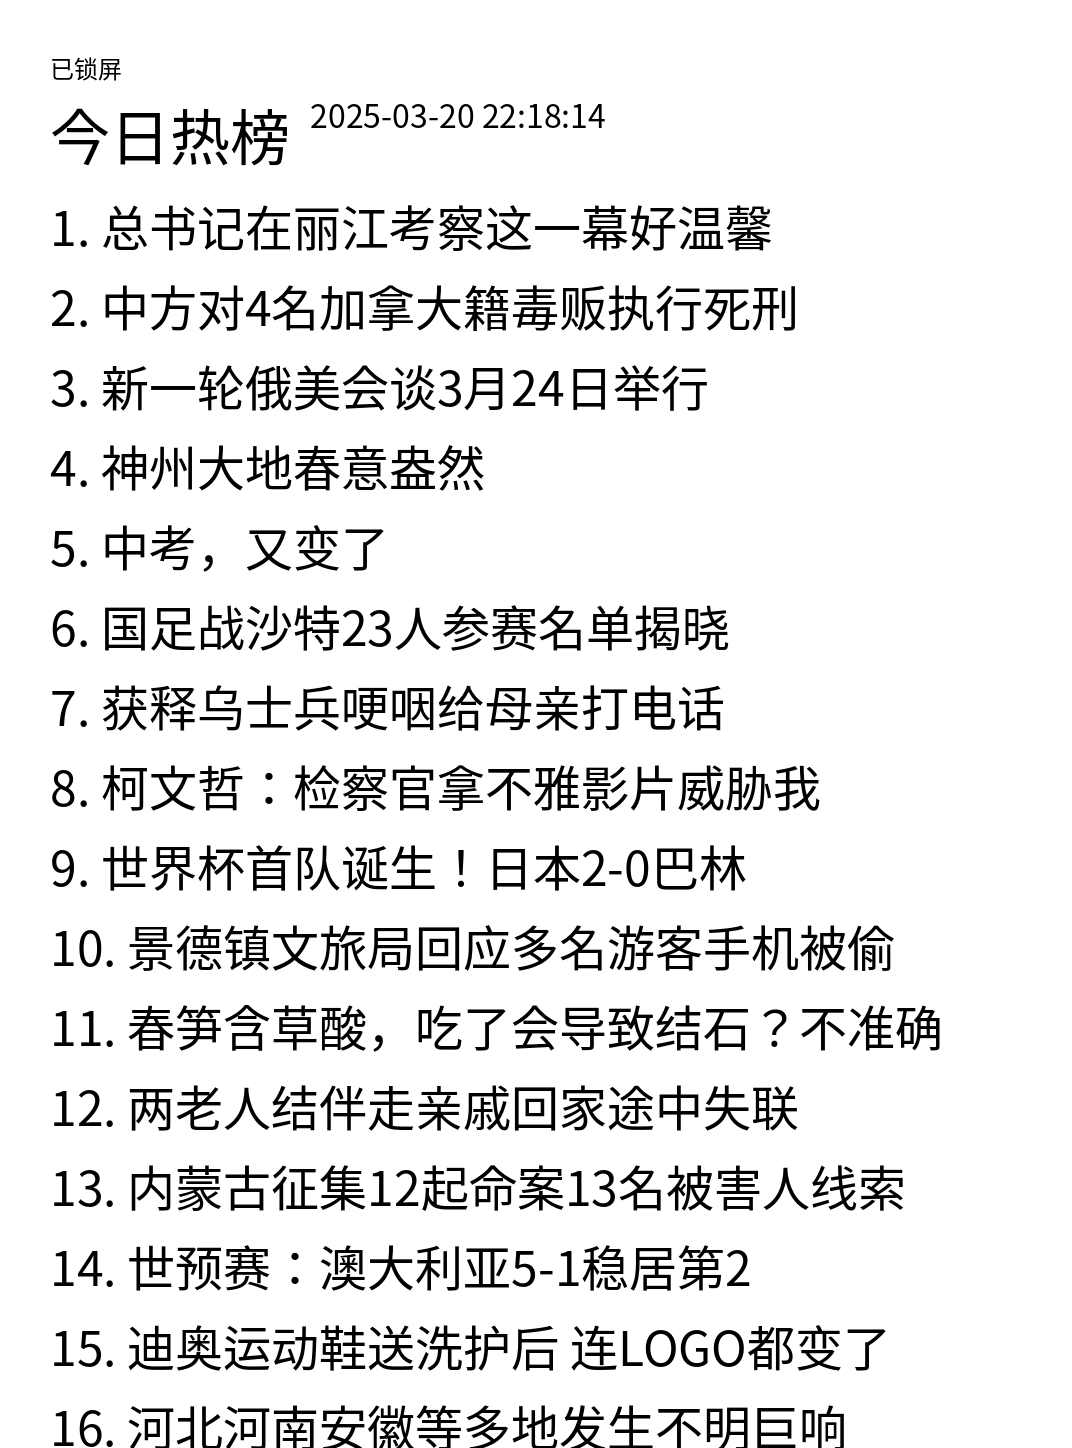 已锁屏
今日热榜 2025-03-20 22:18:14
1. 总书记在丽江考察这一幕好温馨
2. 中方对4名加拿大籍毒贩执行死刑
3. 新一轮俄美会谈3月24日举行
4. 神州大地春意盎然
5. 中考，又变了
6. 国足战沙特23人参赛名单揭晓
7. 获释乌士兵哽咽给母亲打电话
8. 柯文哲：检察官拿不雅影片威胁我
9. 世界杯首队诞生！日本2-0巴林
10. 景德镇文旅局回应多名游客手机被偷
11. 春笋含草酸，吃了会导致结石？不准确
12. 两老人结伴走亲戚回家途中失联
13. 内蒙古征集12起命案13名被害人线索
14. 世预赛：澳大利亚5-1稳居第2
15. 迪奥运动鞋送洗护后 连LOGO都变了
16. 河北河南安徽等多地发生不明巨响